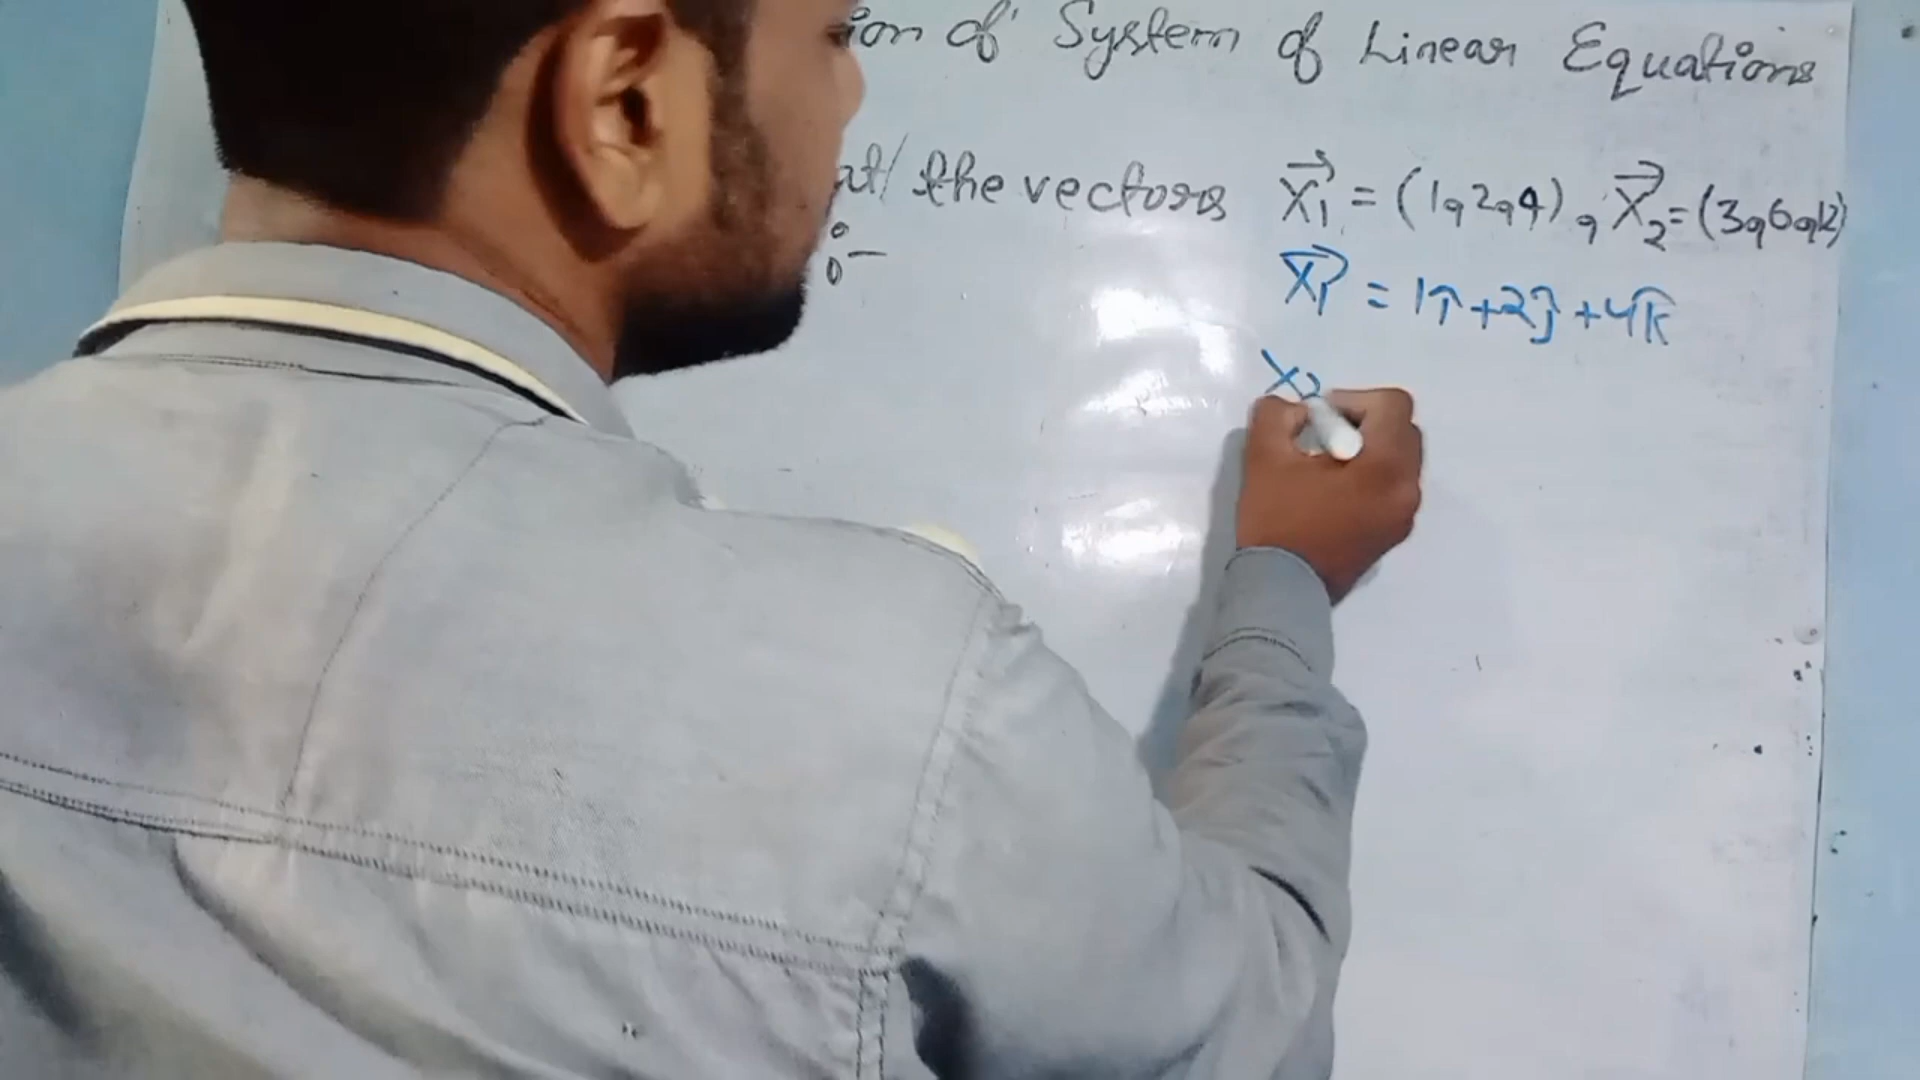 ion of System of Linear Equations
at the vectors X₁ = (1,2,4), X₂ = (3,6,12)
:-
X₁ = 1î+2ĵ+4k̂
X₂